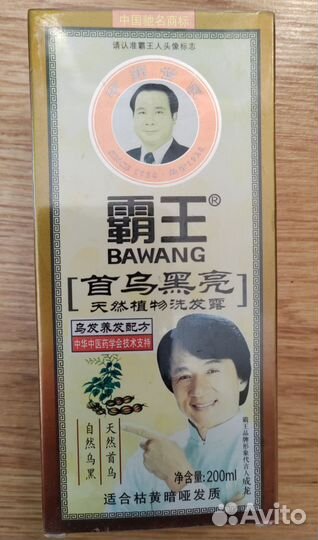 中国驰名商标
请认准霸王人头像标志
霸王®
BAWANG
[首乌黑亮]
天然植物洗发露
乌发养发配方
中华中医药学会技术支持
自然乌黑
天然首乌
霸王品牌形象代言人成龙
净含量:200ml
适合枯黄暗哑发质
Avito